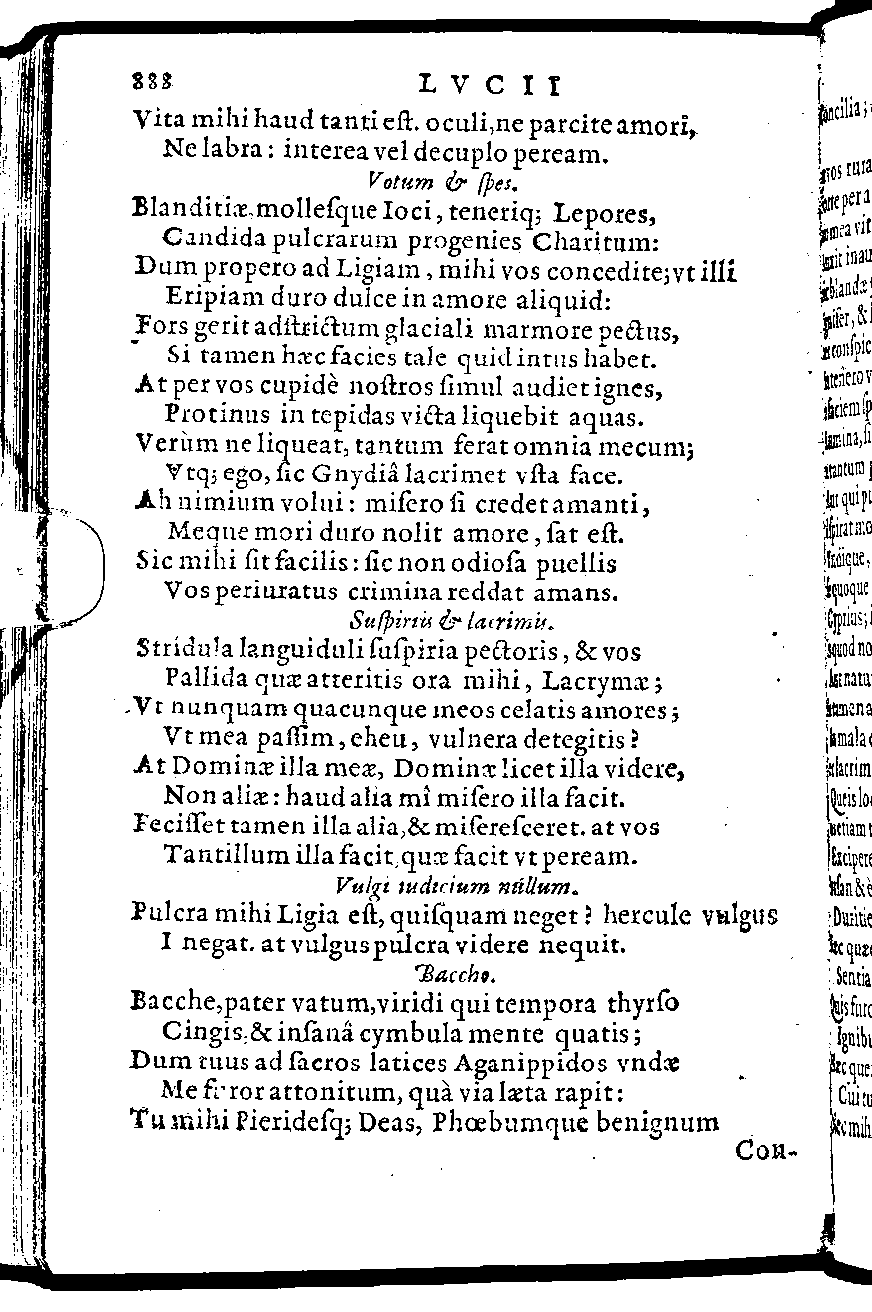 888 LVCII
Vita mihi haud tanti eſt. oculi, ne parcite amori,
Ne labra: interea vel decuplo peream.
Votum & ſpes.
Blanditiæ, molleſque Ioci, teneriq; Lepores,
Candida pulcrarum progenies Charitum:
Dum propero ad Ligiam, mihi vos concedite; vt illi
Eripiam duro dulce in amore aliquid:
Fors gerit adſtrictum glaciali marmore pectus,
Si tamen hæc facies tale quid intus habet.
At per vos cupidè noſtros ſimul audiet ignes,
Protinus in tepidas victa liquebit aquas.
Verùm ne liqueat, tantum ferat omnia mecum;
Vtq; ego, ſic Gnydiâ lacrimet vſta face.
Ah nimium volui: miſero ſi credet amanti,
Meque mori duro nolit amore, ſat eſt.
Sic mihi ſit facilis: ſic non odioſa puellis
Vos periuratus crimina reddat amans.
Suſpiriis & lacrimis.
Stridula languiduli ſuſpiria pectoris, & vos
Pallida quæ atteritis ora mihi, Lacrymæ;
Vt nunquam quacunque meos celatis amores;
Vt mea paſſim, eheu, vulnera detegitis?
At Dominæ illa meæ, Dominæ licet illa videre,
Non aliæ: haud alia mî miſero illa facit.
Feciſſet tamen illa alia, & miſereſceret. at vos
Tantillum illa facit, quæ facit vt peream.
Vulgi iudicium nullum.
Pulcra mihi Ligia eſt, quiſquam neget? hercule vulgus
I negat. at vulgus pulcra videre nequit.
Baccho.
Bacche, pater vatum, viridi qui tempora thyrſo
Cingis, & inſanâ cymbula mente quatis;
Dum tuus ad ſacros latices Aganippidos vndæ
Me furor attonitum, quà via læta rapit:
Tu mihi Pierideſq; Deas, Phœbumque benignum
Con-